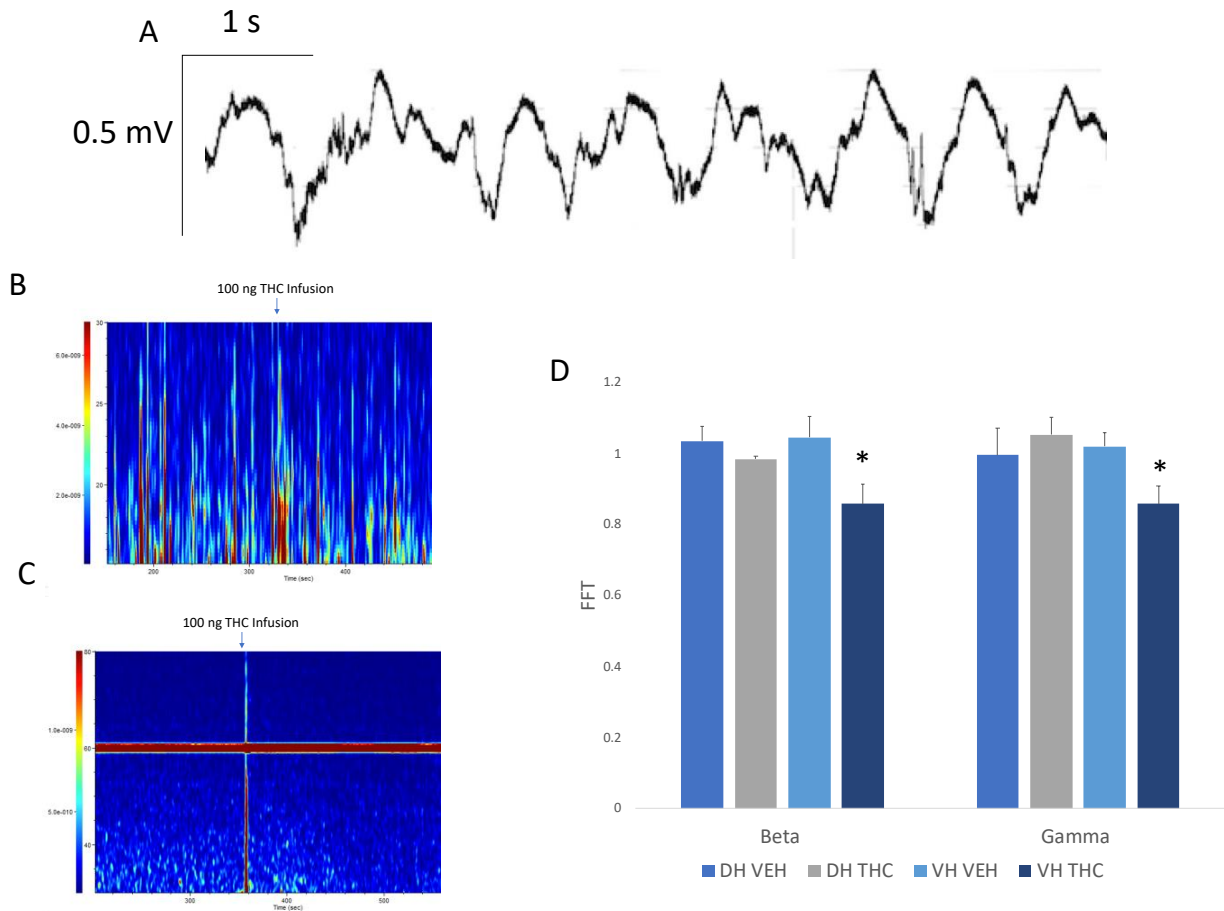 A
1 s
0.5 mV
B
100 ng THC Infusion
6.0e-009
4.0e-009
2.0e-009
30
20
200
300
400
Time (sec)
C
100 ng THC Infusion
1.0e-009
5.0e-010
80
60
40
300
400
500
Time (sec)
D
1.2
1
0.8
0.6
0.4
0.2
0
FFT
*
*
Beta
Gamma
DH VEH DH THC VH VEH VH THC